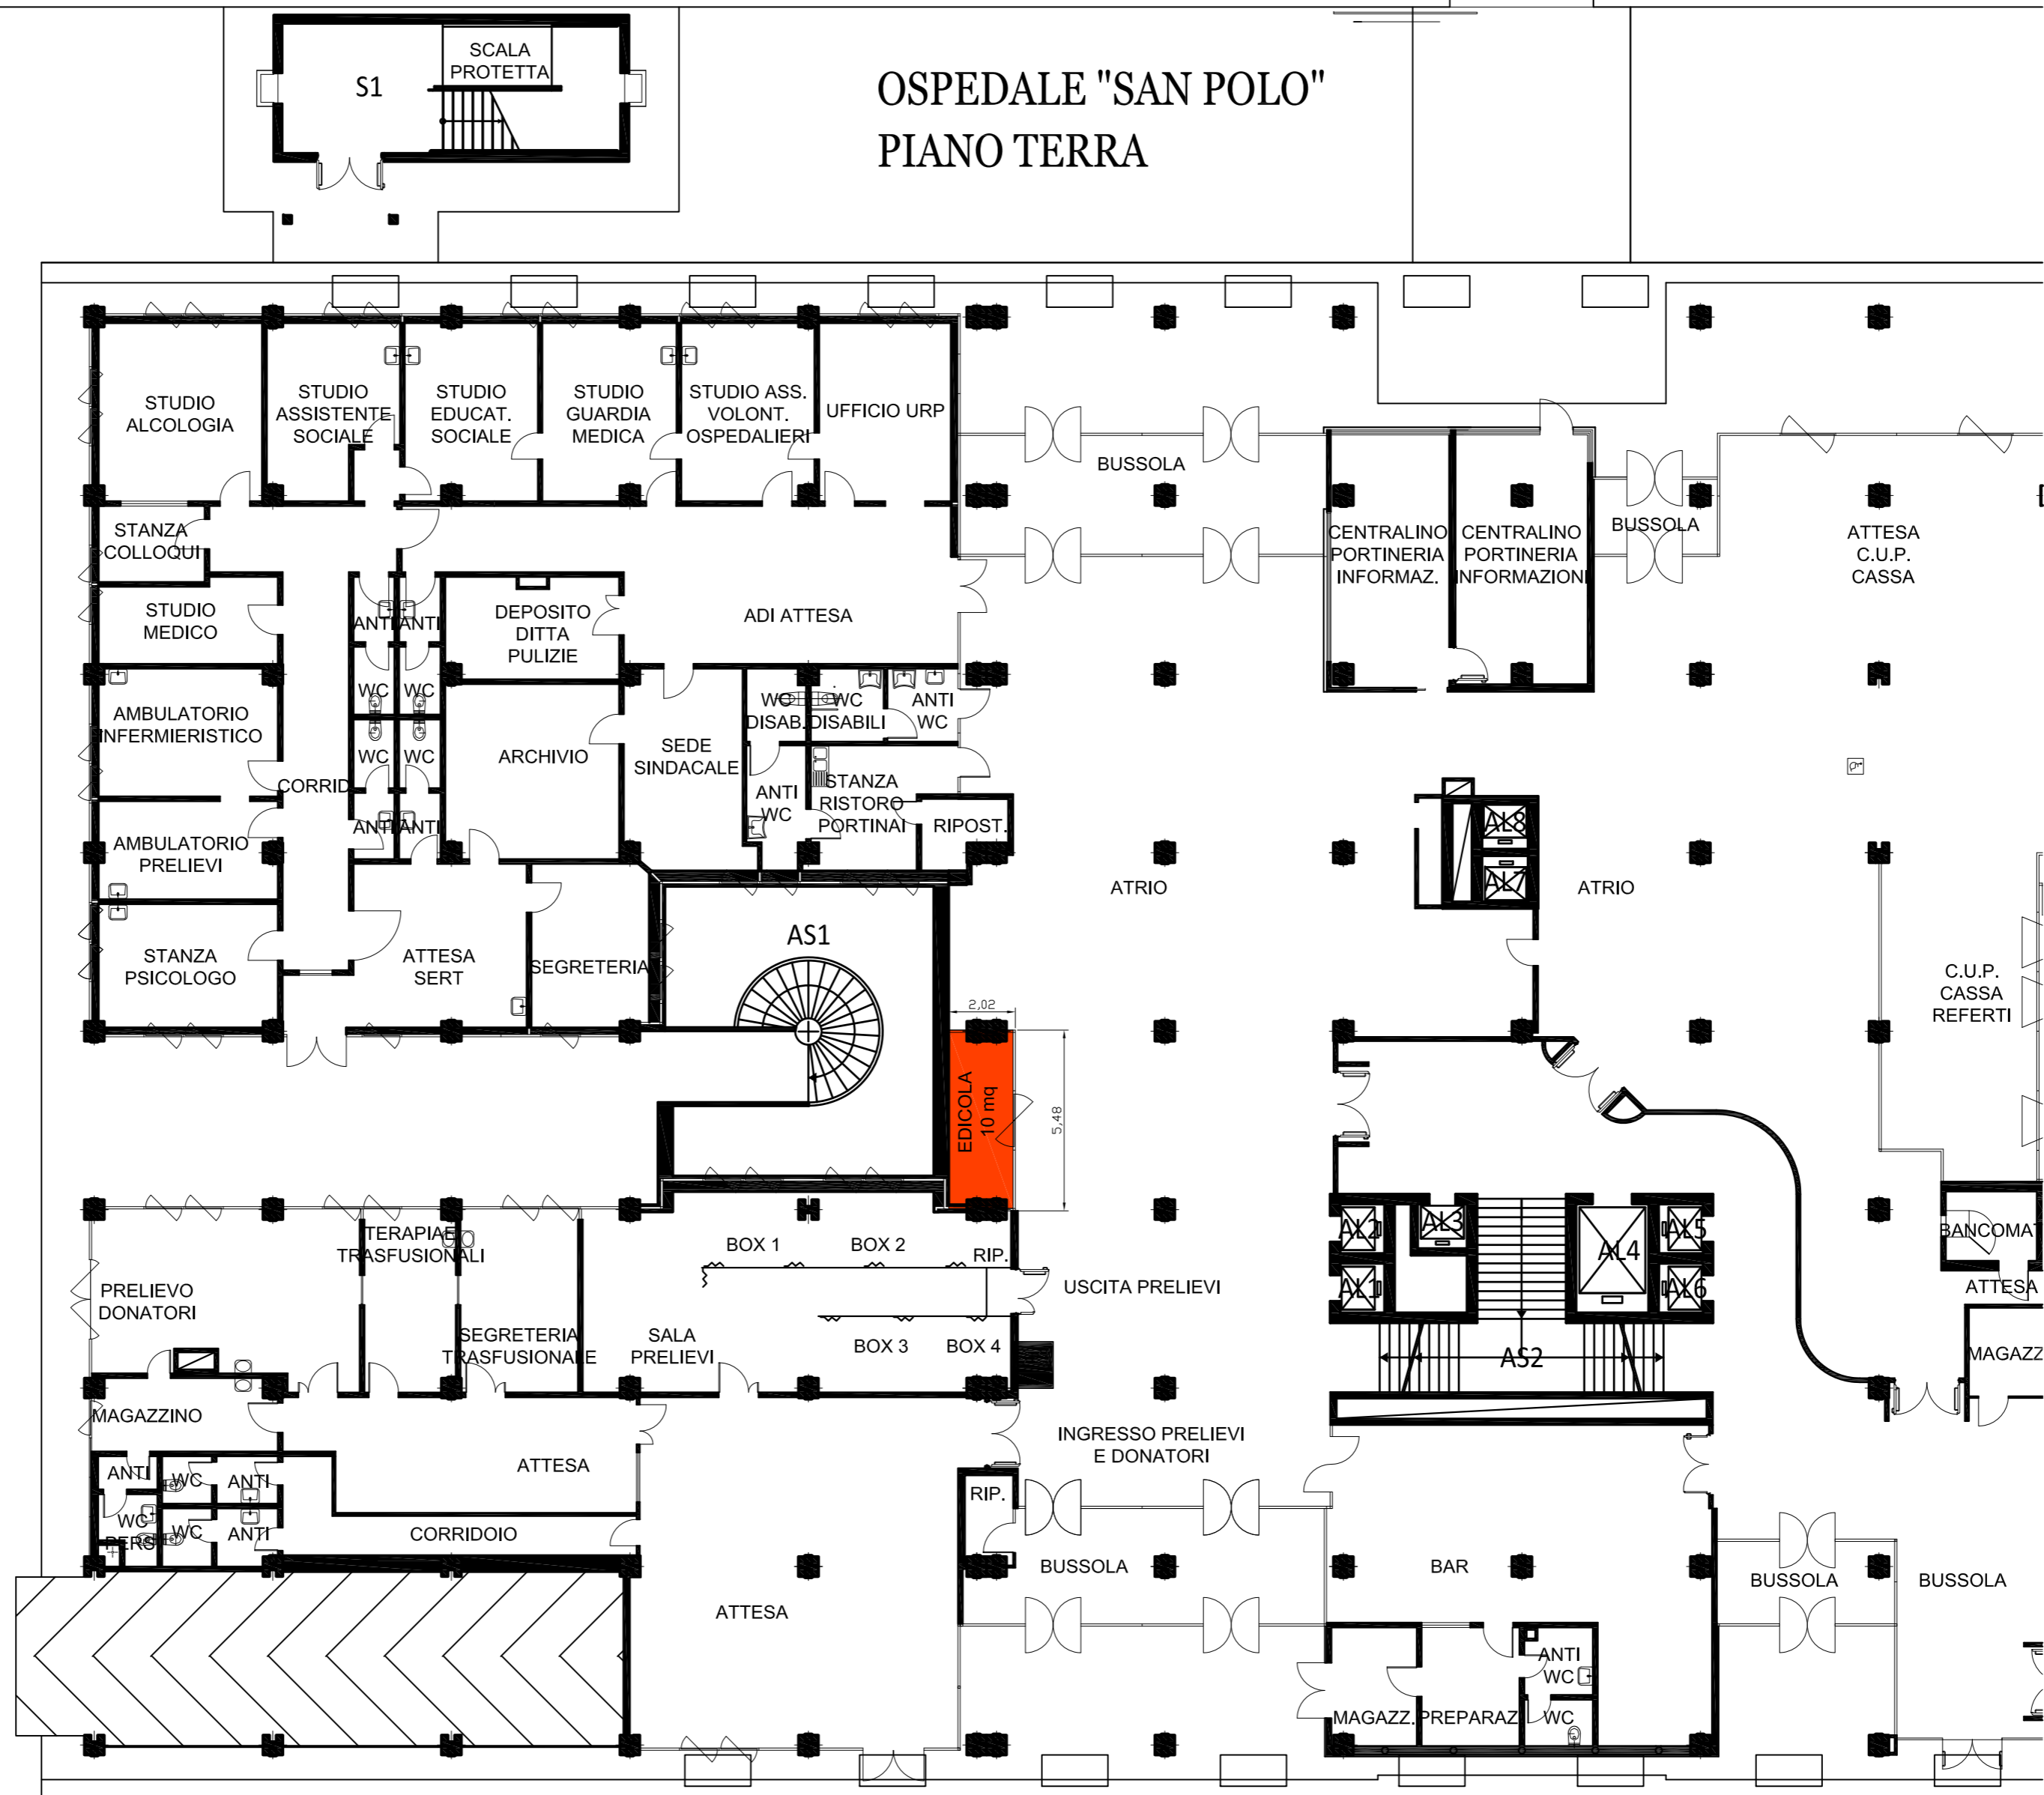 SCALA
PROTETTA
S1
OSPEDALE "SAN POLO"
PIANO TERRA
STUDIO
ALCOLOGIA
STUDIO
ASSISTENTE
SOCIALE
STUDIO
EDUCAT.
SOCIALE
STUDIO
GUARDIA
MEDICA
STUDIO ASS.
VOLONT.
OSPEDALIERI
UFFICIO URP
BUSSOLA
CENTRALINO
PORTINERIA
INFORMAZ.
CENTRALINO
PORTINERIA
INFORMAZIONI
BUSSOLA
ATTESA
C.U.P.
CASSA
STANZA
COLLOQUI
STUDIO
MEDICO
ANTI
ANTI
DEPOSITO
DITTA
PULIZIE
ADI ATTESA
AMBULATORIO
INFERMIERISTICO
WC
WC
WC
WC
CORRID.
ARCHIVIO
SEDE
SINDACALE
WC
DISAB.
WC
DISABILI
ANTI
WC
ANTI
WC
STANZA
RISTORO
PORTINAI
RIPOST.
AMBULATORIO
PRELIEVI
ANTI
ANTI
ATRIO
AL8
AL7
ATRIO
STANZA
PSICOLOGO
ATTESA
SERT
SEGRETERIA
AS1
C.U.P.
CASSA
REFERTI
2,02
EDICOLA
10 mq
5,48
PRELIEVO
DONATORI
TERAPIAE
TRASFUSIONALI
SEGRETERIA
TRASFUSIONALE
SALA
PRELIEVI
BOX 1
BOX 2
RIP.
BOX 3
BOX 4
USCITA PRELIEVI
AL2
AL1
AL3
AL4
AL5
AL6
AS2
BANCOMAT
ATTESA
MAGAZZ
MAGAZZINO
ATTESA
INGRESSO PRELIEVI
E DONATORI
ANTI
WC
ANTI
WC
PERS
WC
ANTI
CORRIDOIO
RIP.
BUSSOLA
BAR
BUSSOLA
BUSSOLA
ATTESA
MAGAZZ.
PREPARAZ.
ANTI
WC
WC